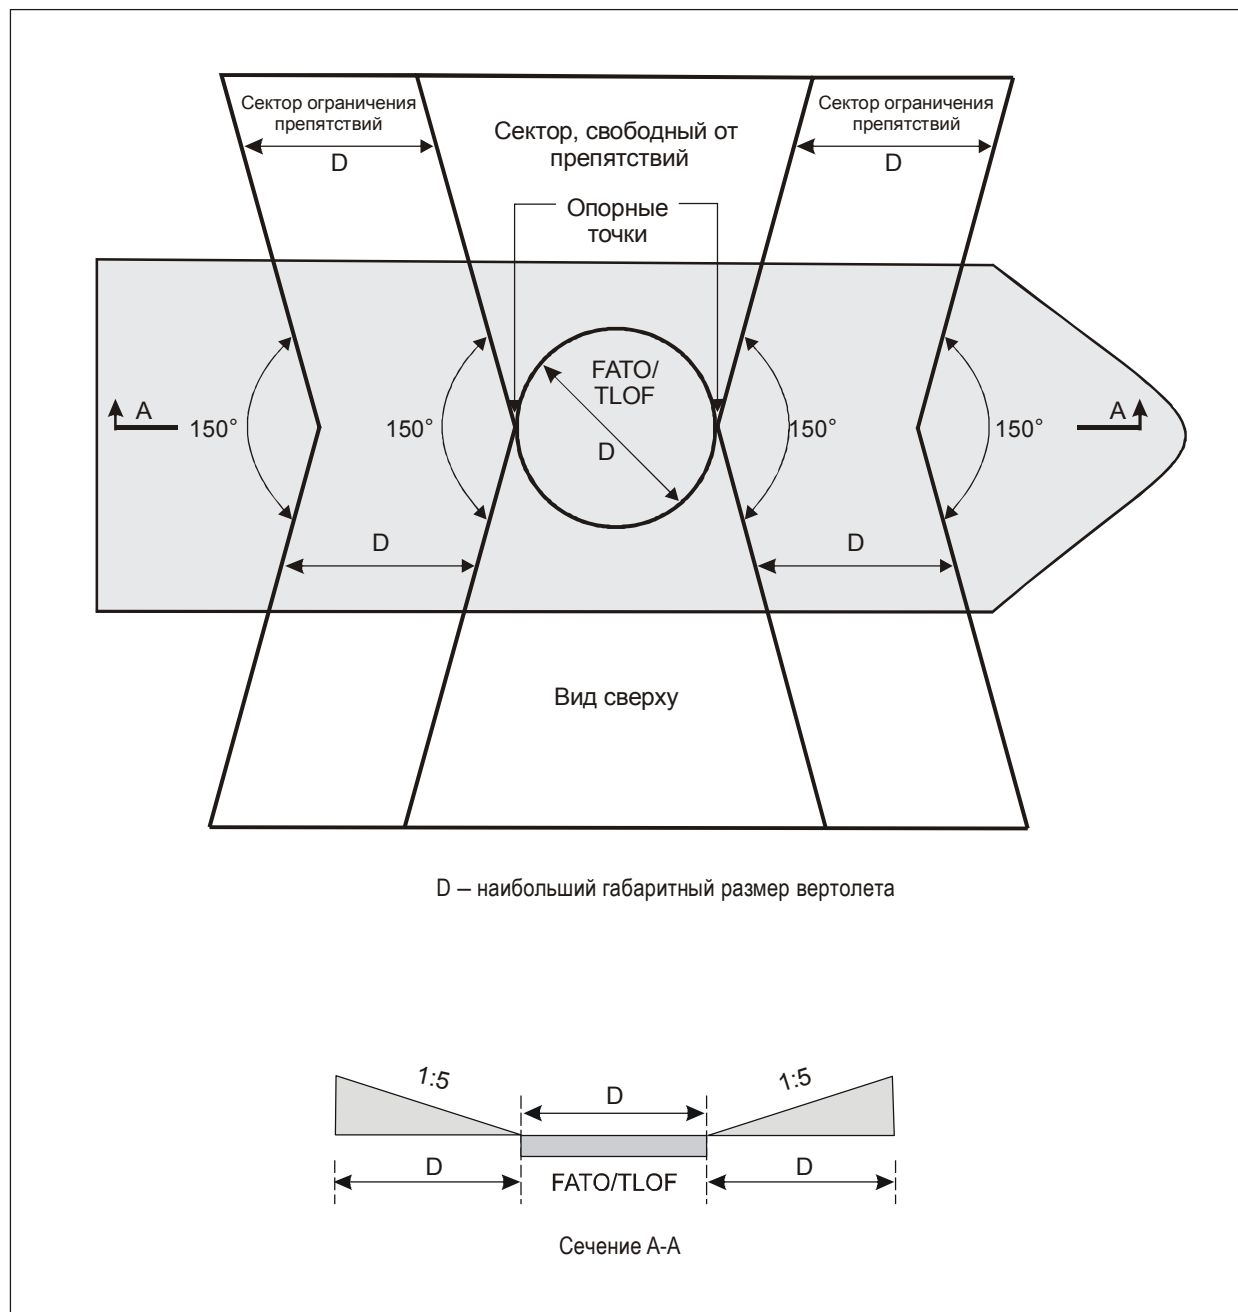 Сектор ограничения
препятствий
D
Сектор, свободный от
препятствий
Сектор ограничения
препятствий
D
Опорные
точки
FATO/
TLOF
D
A
150°
150°
150°
150°
A
D
D
Вид сверху
D – наибольший габаритный размер вертолета
1:5
1:5
D
D
D
FATO/TLOF
Сечение A-A